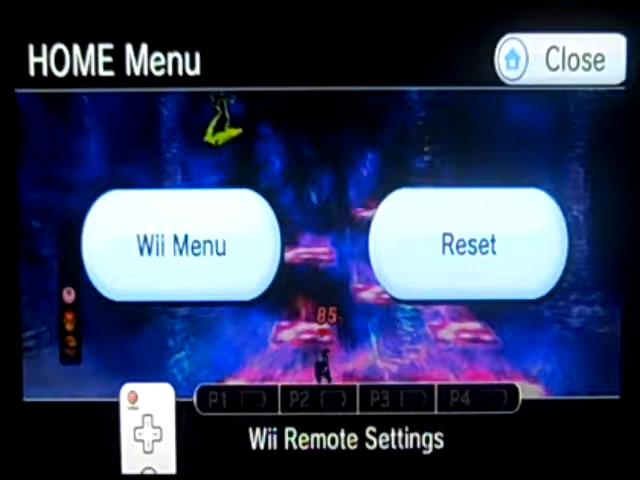 HOME Menu
Close
Wii Menu
Reset
85
P1 P2 P3 P4
Wii Remote Settings